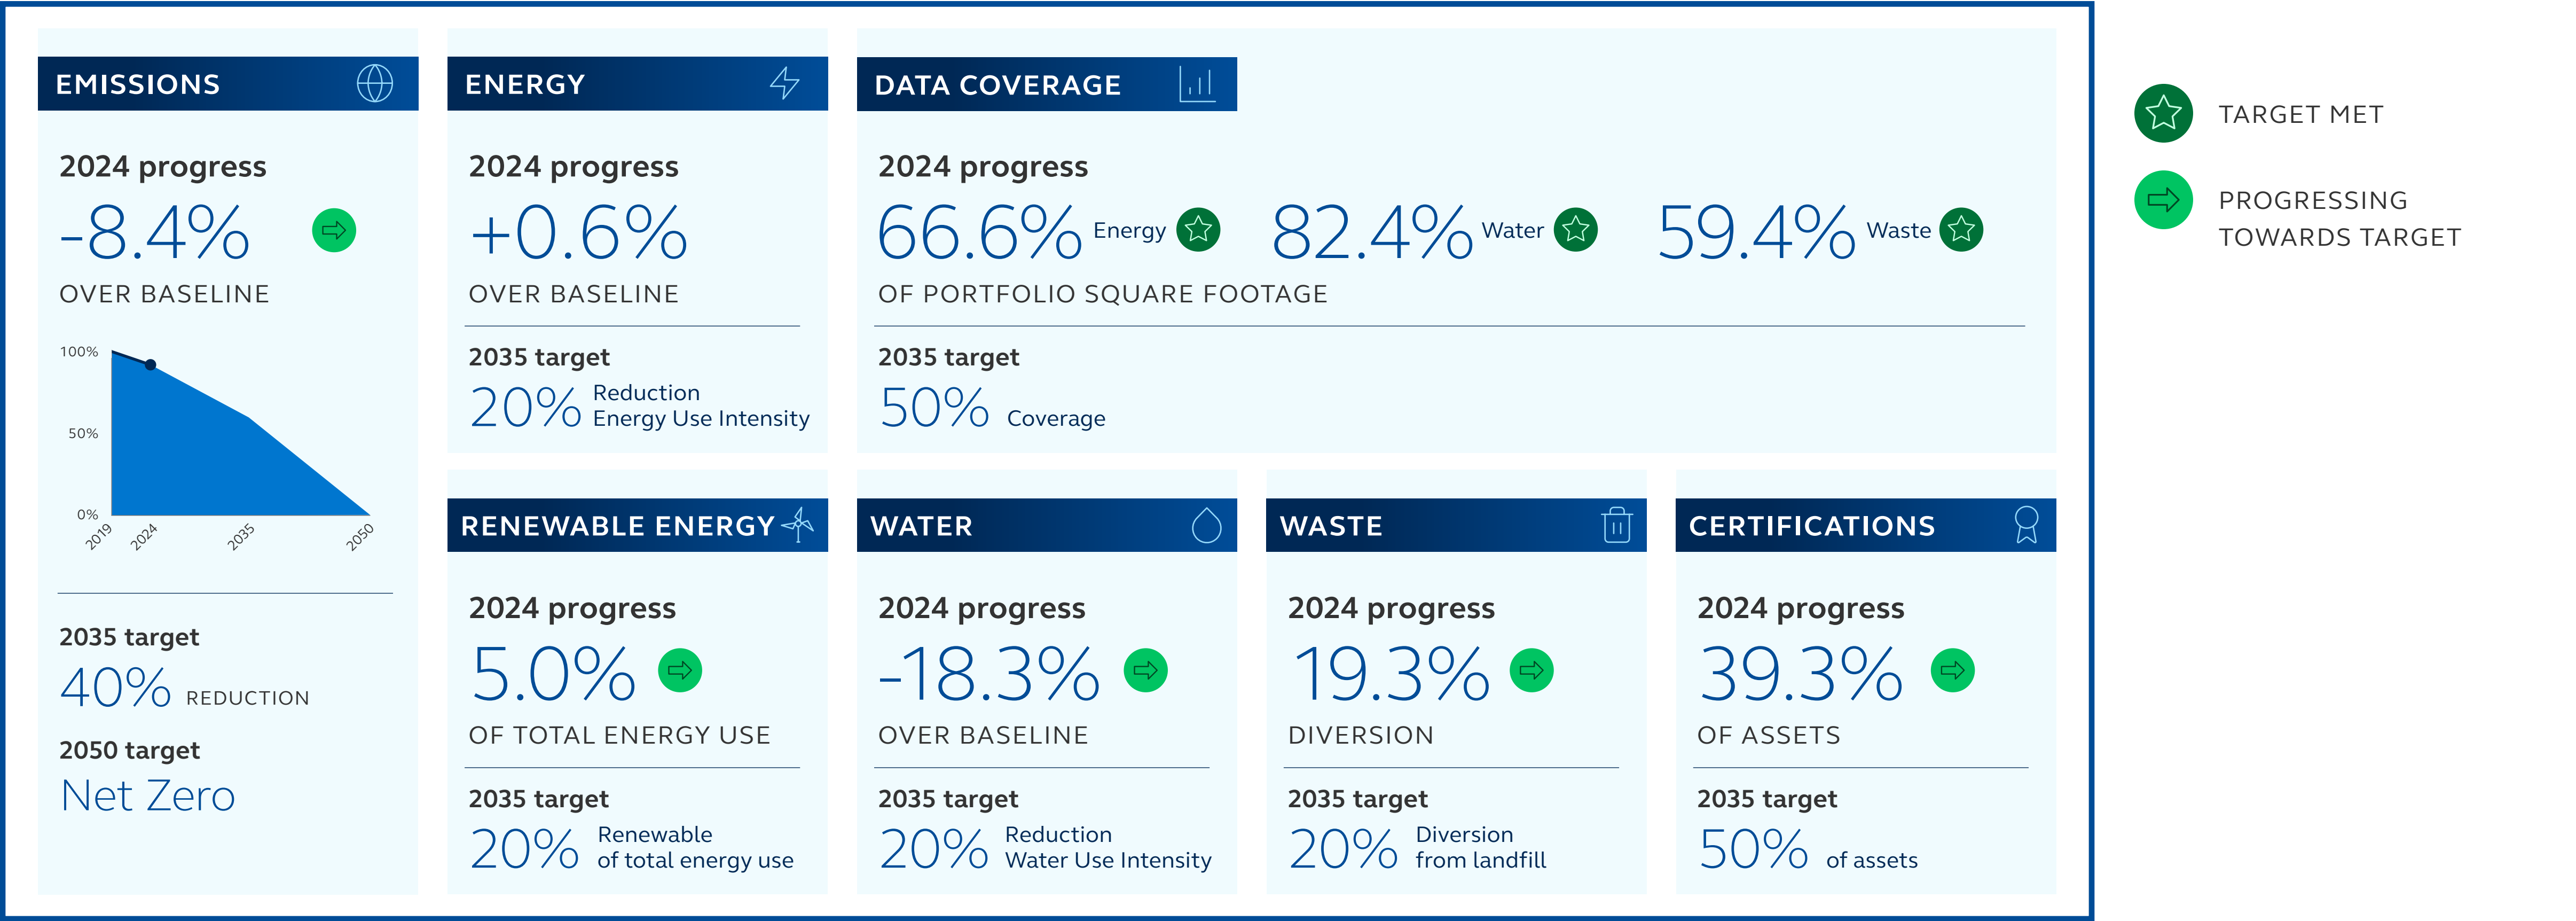 EMISSIONS
2024 progress
-8.4%
OVER BASELINE
100%
50%
0%
2019
2024
2035
2050
2035 target
40% REDUCTION
2050 target
Net Zero
ENERGY
2024 progress
+0.6%
OVER BASELINE
2035 target
20% Reduction
Energy Use Intensity
DATA COVERAGE
2024 progress
66.6% Energy 82.4% Water 59.4% Waste
OF PORTFOLIO SQUARE FOOTAGE
2035 target
50% Coverage
RENEWABLE ENERGY
2024 progress
5.0%
OF TOTAL ENERGY USE
2035 target
20% Renewable
of total energy use
WATER
2024 progress
-18.3%
OVER BASELINE
2035 target
20% Reduction
Water Use Intensity
WASTE
2024 progress
19.3%
DIVERSION
2035 target
20% Diversion
from landfill
CERTIFICATIONS
2024 progress
39.3%
OF ASSETS
2035 target
50% of assets
TARGET MET
PROGRESSING
TOWARDS TARGET